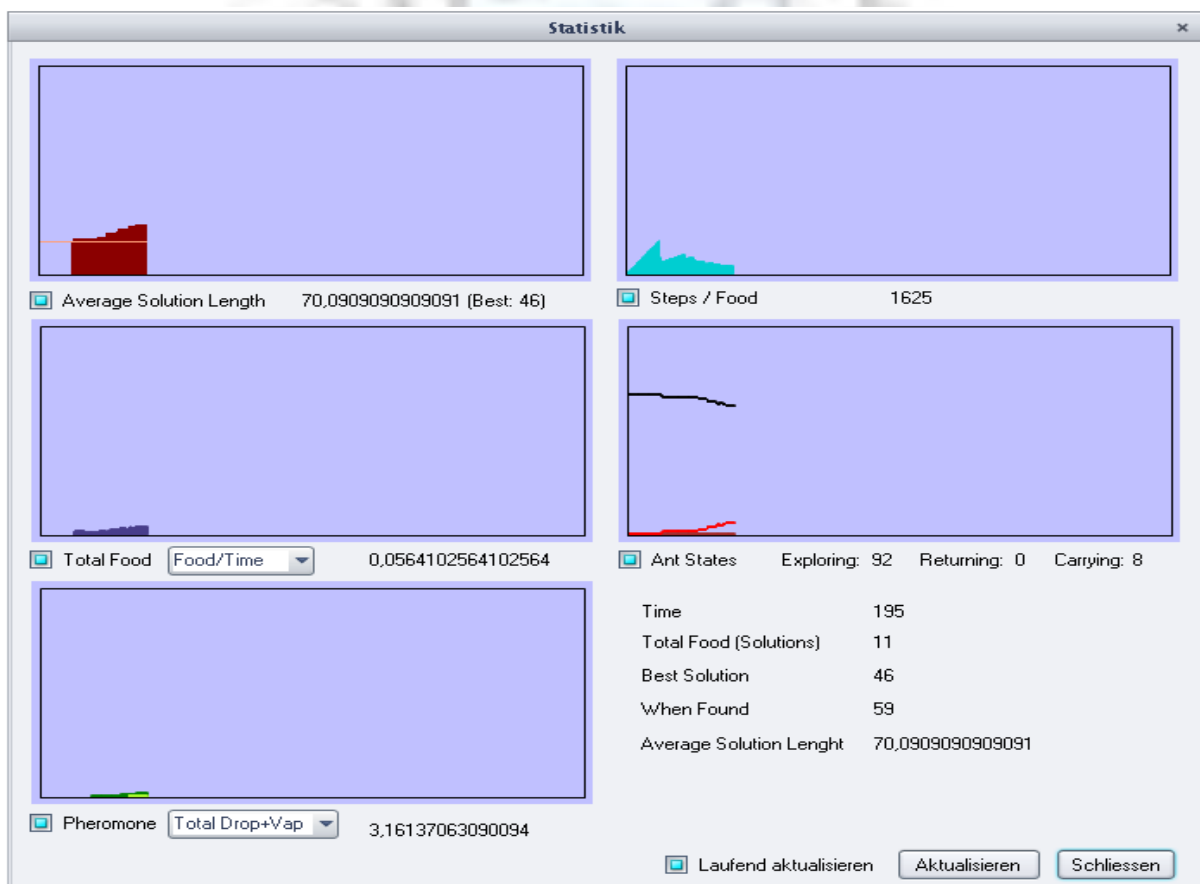 Statistik
Average Solution Length 70,0909090909091 (Best: 46)
Steps / Food 1625
Total Food Food/Time 0,0564102564102564
Ant States Exploring: 92 Returning: 0 Carrying: 8
Time 195
Total Food (Solutions) 11
Best Solution 46
When Found 59
Average Solution Lenght 70,0909090909091
Pheromone Total Drop+Vap 3,16137063090094
Laufend aktualisieren Aktualisieren Schliessen